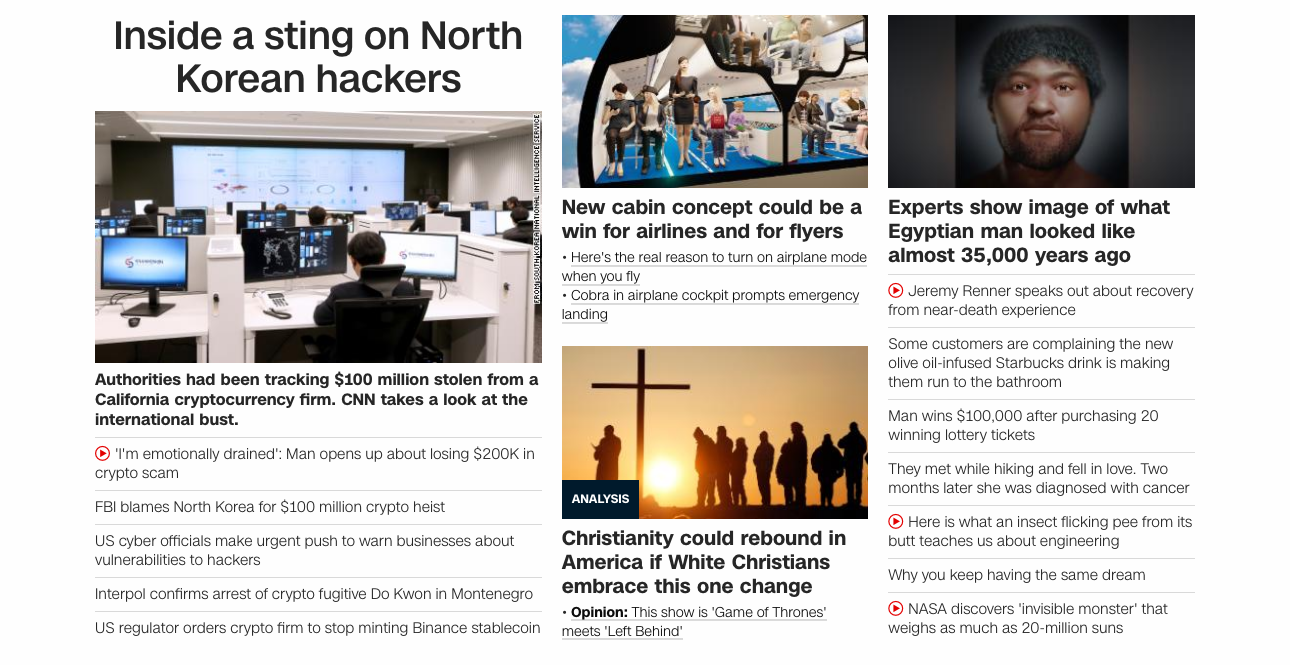 Inside a sting on North
Korean hackers
FROM SOUTH KOREA NATIONAL INTELLIGENCE SERVICE
Authorities had been tracking $100 million stolen from a
California cryptocurrency firm. CNN takes a look at the
international bust.
'I'm emotionally drained': Man opens up about losing $200K in
crypto scam
FBI blames North Korea for $100 million crypto heist
US cyber officials make urgent push to warn businesses about
vulnerabilities to hackers
Interpol confirms arrest of crypto fugitive Do Kwon in Montenegro
US regulator orders crypto firm to stop minting Binance stablecoin
New cabin concept could be a
win for airlines and for flyers
• Here's the real reason to turn on airplane mode
when you fly
• Cobra in airplane cockpit prompts emergency
landing
ANALYSIS
Christianity could rebound in
America if White Christians
embrace this one change
• Opinion: This show is 'Game of Thrones'
meets 'Left Behind'
Experts show image of what
Egyptian man looked like
almost 35,000 years ago
Jeremy Renner speaks out about recovery
from near-death experience
Some customers are complaining the new
olive oil-infused Starbucks drink is making
them run to the bathroom
Man wins $100,000 after purchasing 20
winning lottery tickets
They met while hiking and fell in love. Two
months later she was diagnosed with cancer
Here is what an insect flicking pee from its
butt teaches us about engineering
Why you keep having the same dream
NASA discovers 'invisible monster' that
weighs as much as 20-million suns